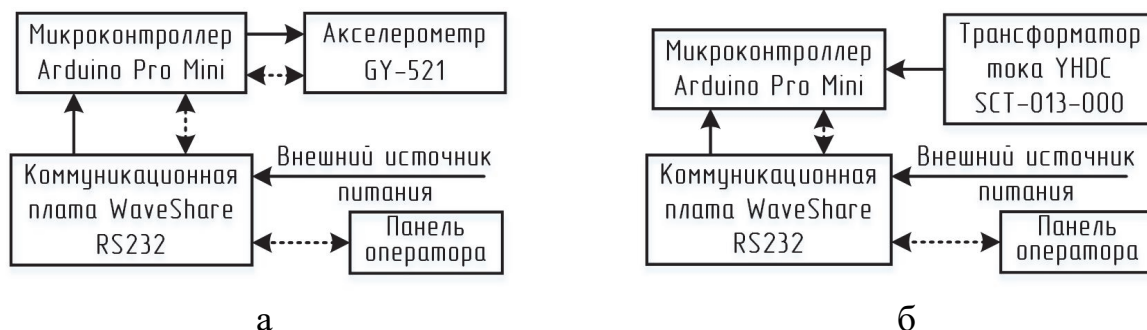 Микроконтроллер
Arduino Pro Mini
Акселерометр
GY-521
Коммуникационная
плата WaveShare
RS232
Внешний источник
питания
Панель
оператора
а
Микроконтроллер
Arduino Pro Mini
Трансформатор
тока YHDC
SCT-013-000
Коммуникационная
плата WaveShare
RS232
Внешний источник
питания
Панель
оператора
б